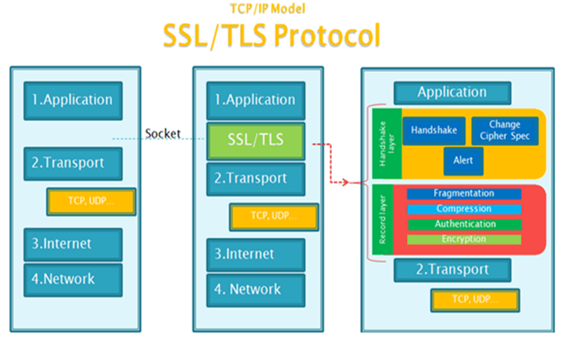 TCP/IP Model
SSL/TLS Protocol
1.Application
Socket
2.Transport
TCP, UDP...
3.Internet
4.Network
1.Application
SSL/TLS
2.Transport
TCP, UDP...
3.Internet
4. Network
Application
Handshake
layer
Handshake
Change
Cipher Spec
Alert
Record layer
Fragmentation
Compression
Authentication
Encryption
2.Transport
TCP, UDP...